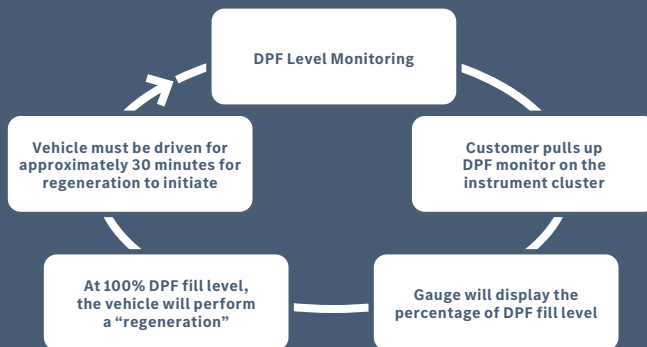 DPF Level Monitoring
Customer pulls up
DPF monitor on the
instrument cluster
Gauge will display the
percentage of DPF fill level
At 100% DPF fill level,
the vehicle will perform
a “regeneration”
Vehicle must be driven for
approximately 30 minutes for
regeneration to initiate